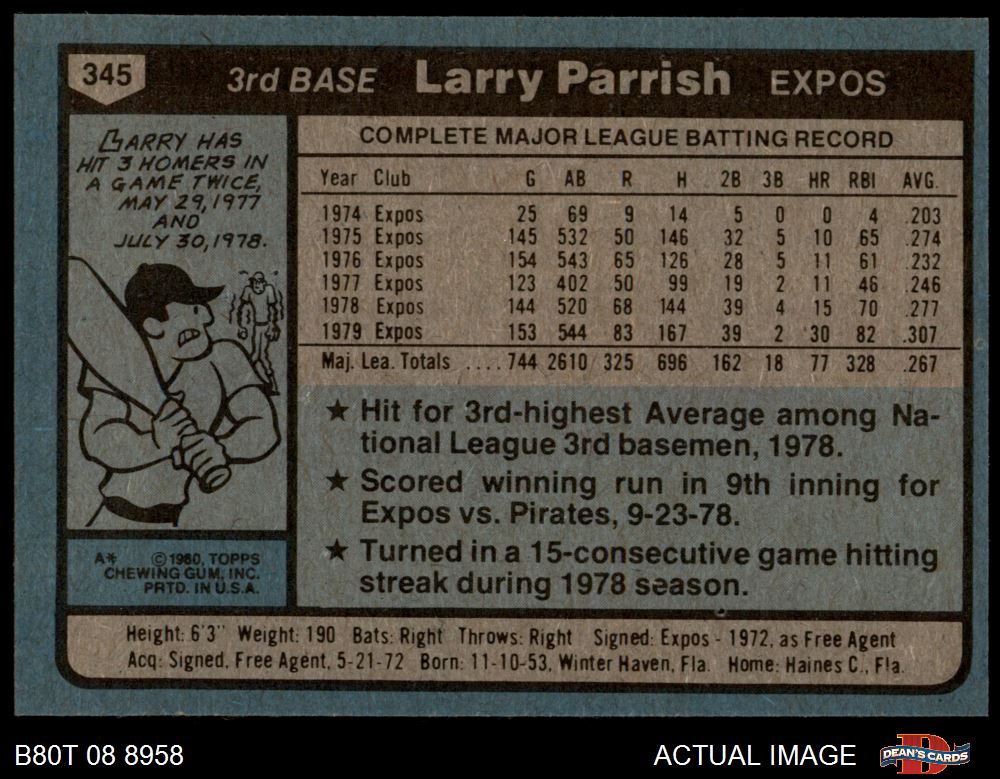 345
3rd BASE Larry Parrish EXPOS
LARRY HAS
HIT 3 HOMERS IN
A GAME TWICE,
MAY 29, 1977
AND
JULY 30, 1978.
A* ©1980, TOPPS
CHEWING GUM, INC.
PRTD. IN U.S.A.
COMPLETE MAJOR LEAGUE BATTING RECORD
Year Club G AB R H 2B 3B HR RBI AVG.
1974 Expos 25 69 9 14 5 0 0 4 .203
1975 Expos 145 532 50 146 32 5 10 65 .274
1976 Expos 154 543 65 126 28 5 11 61 .232
1977 Expos 123 402 50 99 19 2 11 46 .246
1978 Expos 144 520 68 144 39 4 15 70 .277
1979 Expos 153 544 83 167 39 2 30 82 .307
Maj. Lea. Totals ....744 2610 325 696 162 18 77 328 .267
★ Hit for 3rd-highest Average among Na-
tional League 3rd basemen, 1978.
★ Scored winning run in 9th inning for
Expos vs. Pirates, 9-23-78.
★ Turned in a 15-consecutive game hitting
streak during 1978 season.
Height: 6'3" Weight: 190 Bats: Right Throws: Right Signed: Expos - 1972, as Free Agent
Acq: Signed, Free Agent, 5-21-72 Born: 11-10-53, Winter Haven, Fla. Home: Haines C., Fla.
B80T 08 8958 ACTUAL IMAGE DEAN'S CARDS